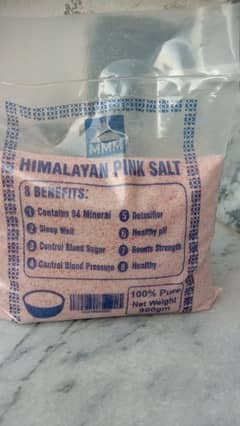 MMM
HIMALAYAN PINK SALT
8 BENEFITS:
1 Contains 84 Mineral
2 Sleep Well
3 Control Blood Sugar
4 Control Blood Pressure
5 Detoxifier
6 Healthy pH
7 Boosts Strength
8 Healthy
100% Pure
Net Weight
800gm